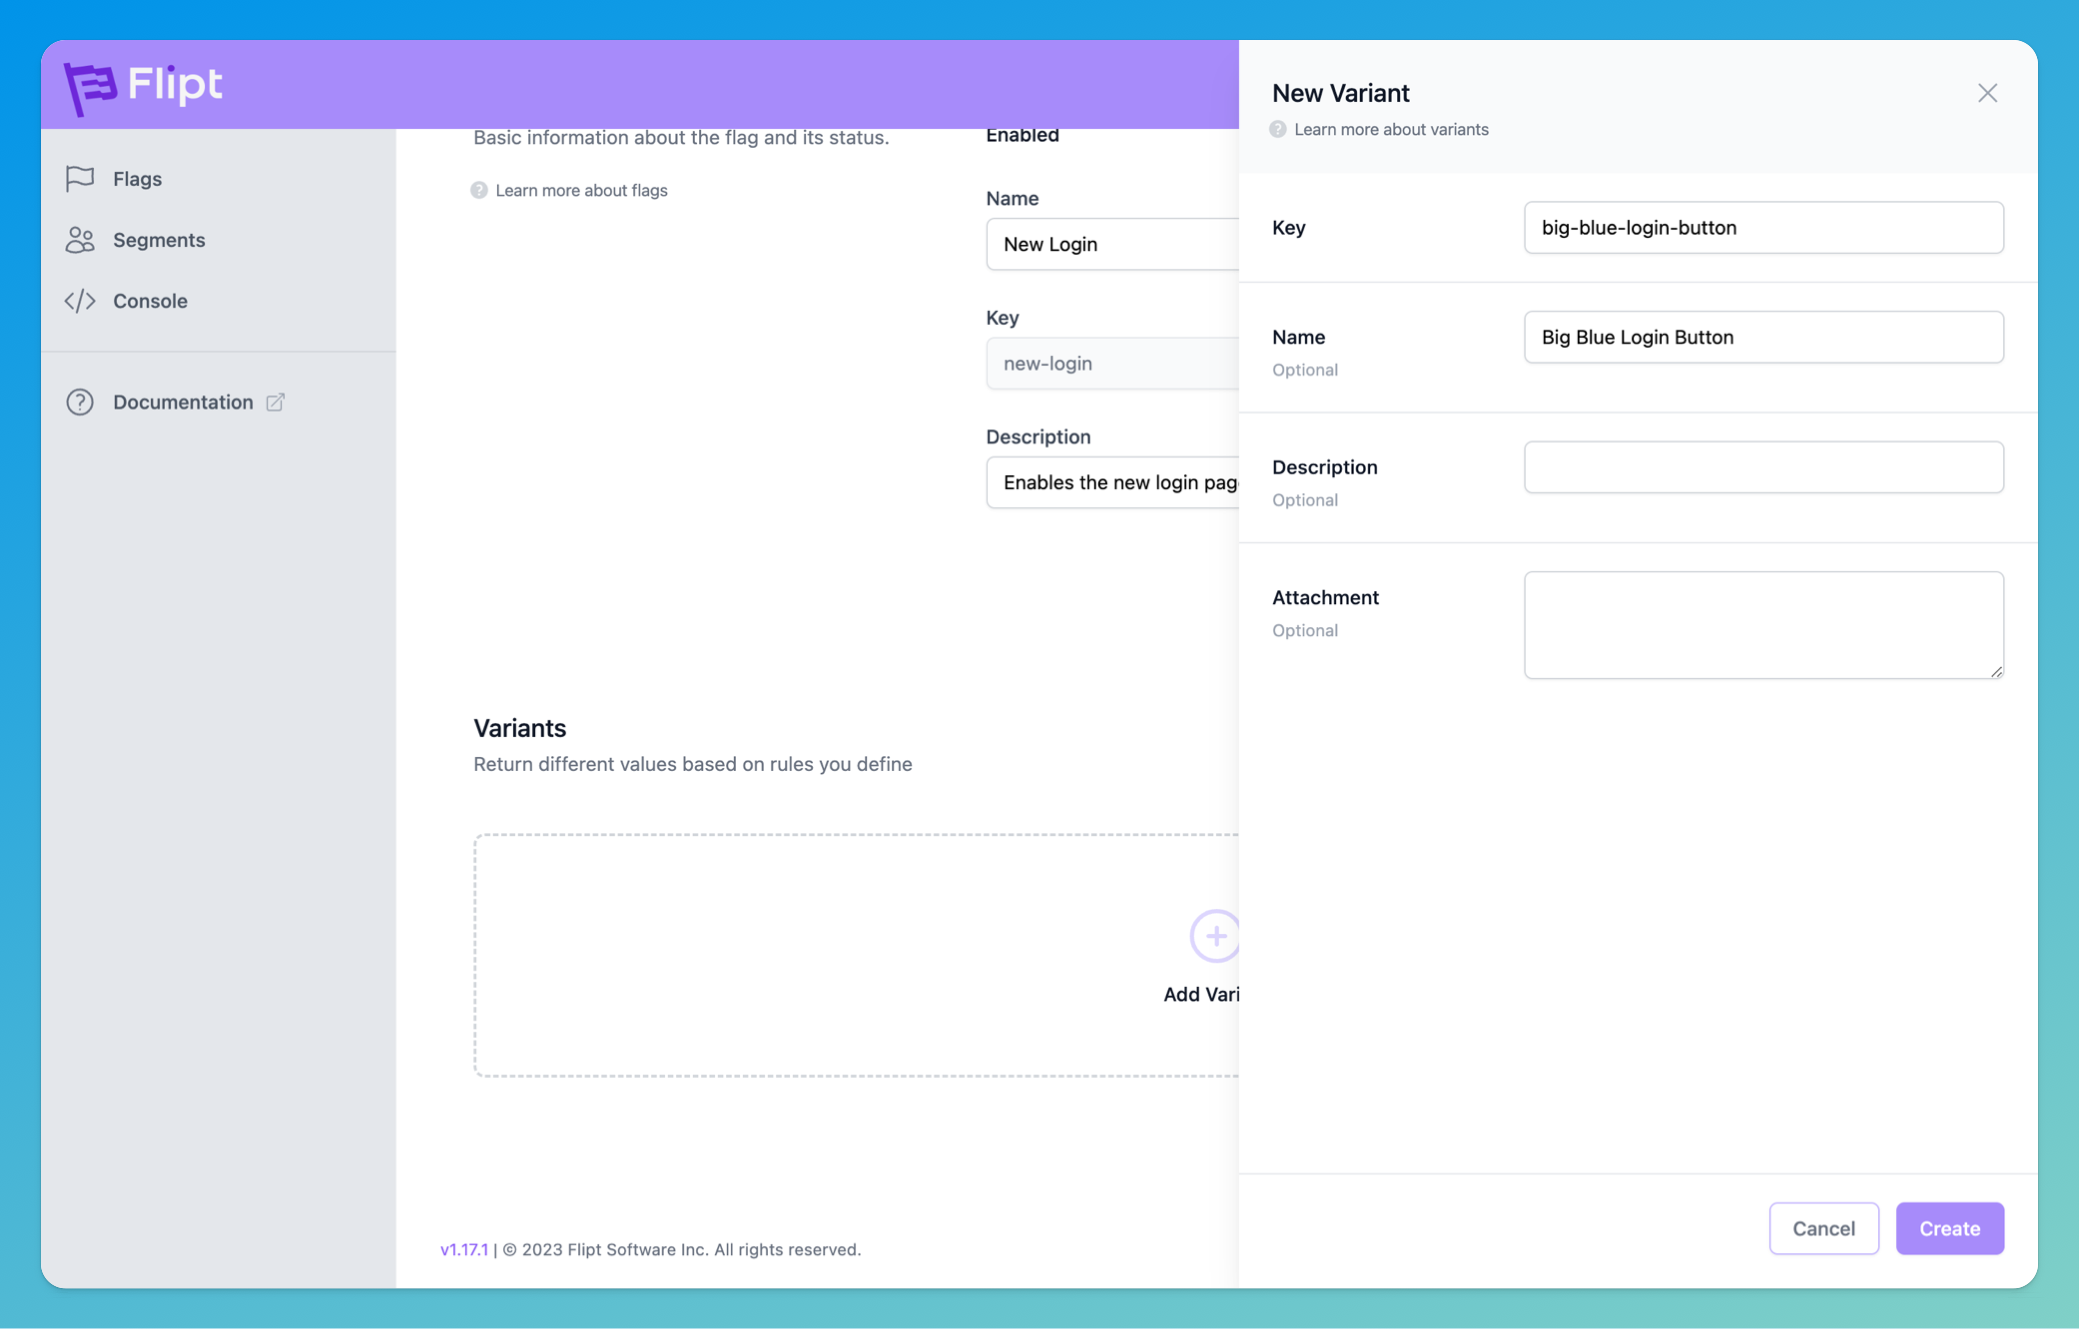 Flipt
Flags
Segments
Console
Documentation
Basic information about the flag and its status.
Learn more about flags
Enabled
Name
New Login
Key
new-login
Description
Enables the new login pag
Variants
Return different values based on rules you define
Add Vari
v1.17.1 | © 2023 Flipt Software Inc. All rights reserved.
New Variant
Learn more about variants
Key
big-blue-login-button
Name
Optional
Big Blue Login Button
Description
Optional
Attachment
Optional
Cancel
Create